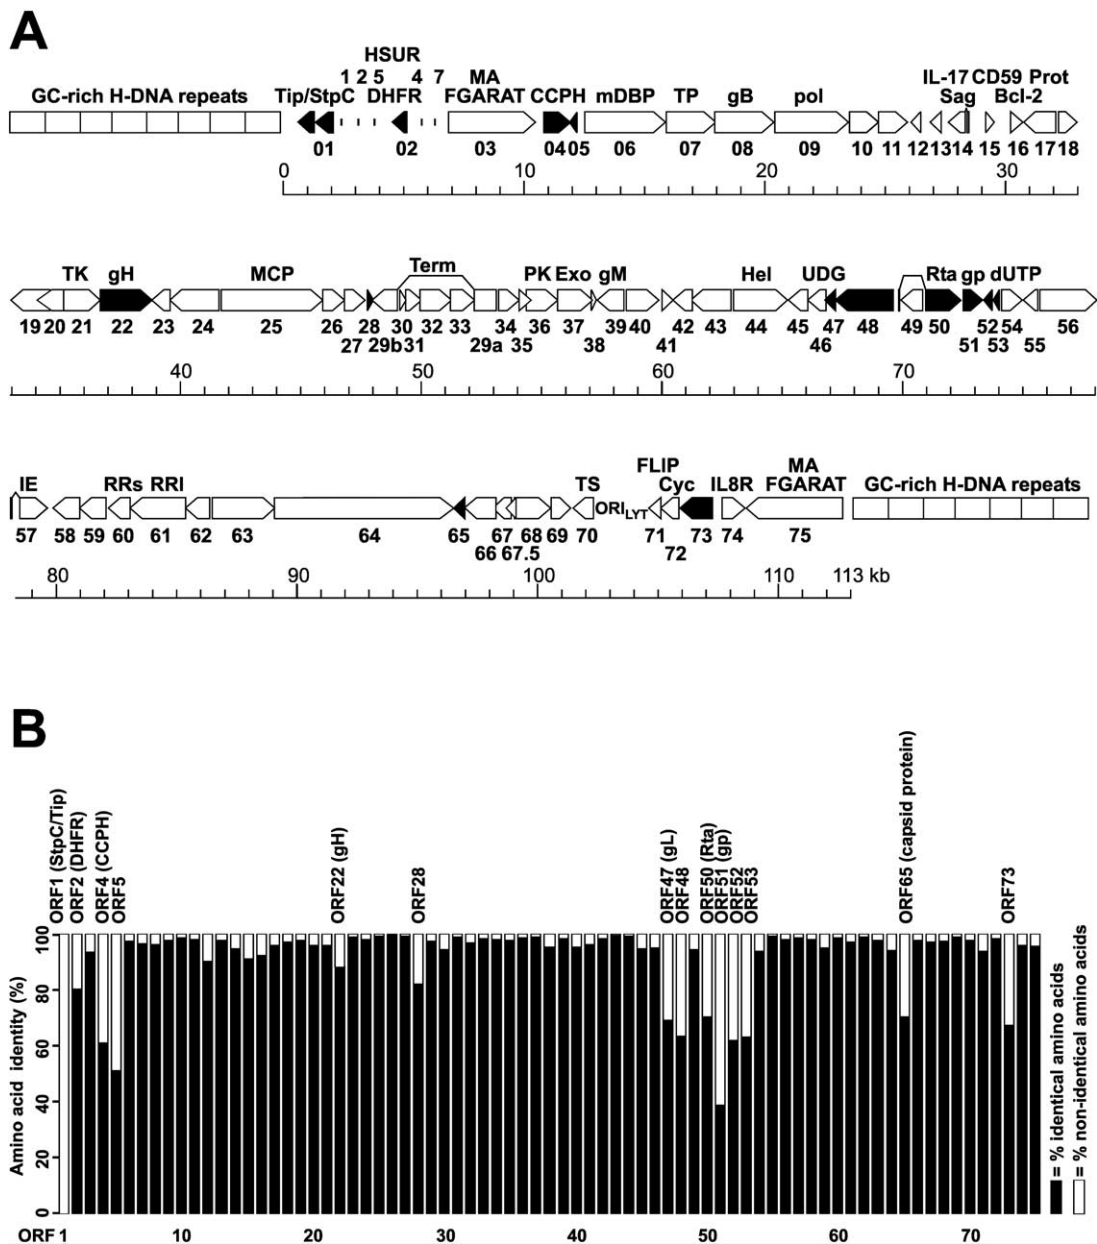 A
HSUR
1 2 5 4 7 MA IL-17 CD59 Prot
GC-rich H-DNA repeats Tip/StpC DHFR FGARAT CCPH mDBP TP gB pol Sag Bcl-2
01 02 03 04 05 06 07 08 09 10 11 12 13 14 15 16 17 18
0 10 20 30
Term
TK gH MCP PK Exo gM Hel UDG Rta gp dUTP
19 20 21 22 23 24 25 26 28 30 32 33 34 36 37 39 40 42 43 44 45 47 48 49 50 52 54 56
27 29b 31 29a 35 38 41 46 51 53 55
40 50 60 70
FLIP MA
IE RRs RRI TS ORILYT Cyc IL8R FGARAT GC-rich H-DNA repeats
57 58 59 60 61 62 63 64 65 67 68 69 70 71 73 74 75
66 67.5 72
80 90 100 110 113 kb
B
ORF1 (StpC/Tip)
ORF2 (DHFR)
ORF4 (CCPH)
ORF5
ORF22 (gH)
ORF28
ORF47 (gL)
ORF48
ORF50 (Rta)
ORF51 (gp)
ORF52
ORF53
ORF65 (capsid protein)
ORF73
Amino acid identity (%)
100
80
60
40
20
0
ORF 1 10 20 30 40 50 60 70
= % identical amino acids
= % non-identical amino acids